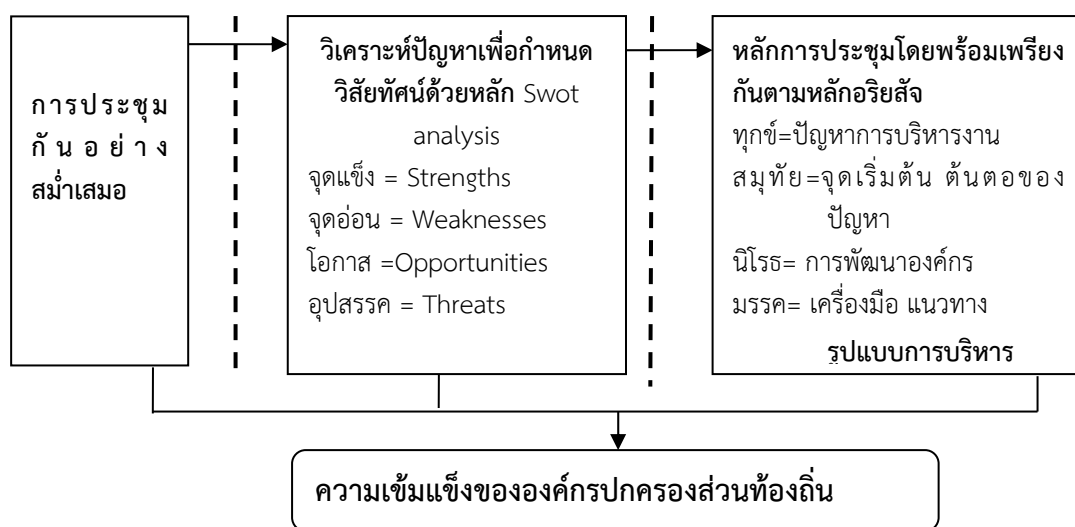 การประชุม
กันอย่าง
สม่ำเสมอ
วิเคราะห์ปัญหาเพื่อกำหนด
วิสัยทัศน์ด้วยหลัก Swot
analysis
จุดแข็ง = Strengths
จุดอ่อน = Weaknesses
โอกาส =Opportunities
อุปสรรค = Threats
หลักการประชุมโดยพร้อมเพรียง
กันตามหลักอริยสัจ
ทุกข์=ปัญหาการบริหารงาน
สมุทัย=จุดเริ่มต้น ต้นตอของ
ปัญหา
นิโรธ= การพัฒนาองค์กร
มรรค= เครื่องมือ แนวทาง
รูปแบบการบริหาร
ความเข้มแข็งขององค์กรปกครองส่วนท้องถิ่น